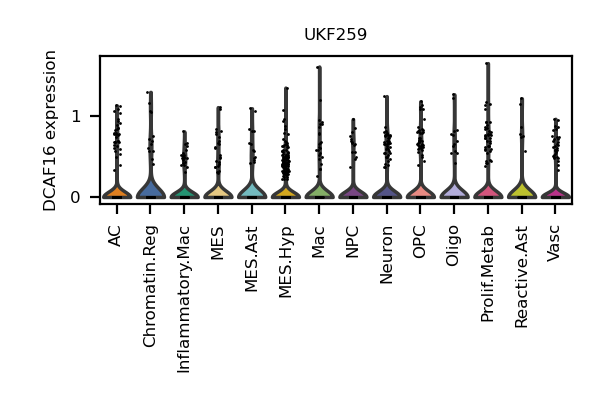 UKF259
DCAF16 expression
1
0
AC
Chromatin.Reg
Inflammatory.Mac
MES
MES.Ast
MES.Hyp
Mac
NPC
Neuron
OPC
Oligo
Prolif.Metab
Reactive.Ast
Vasc